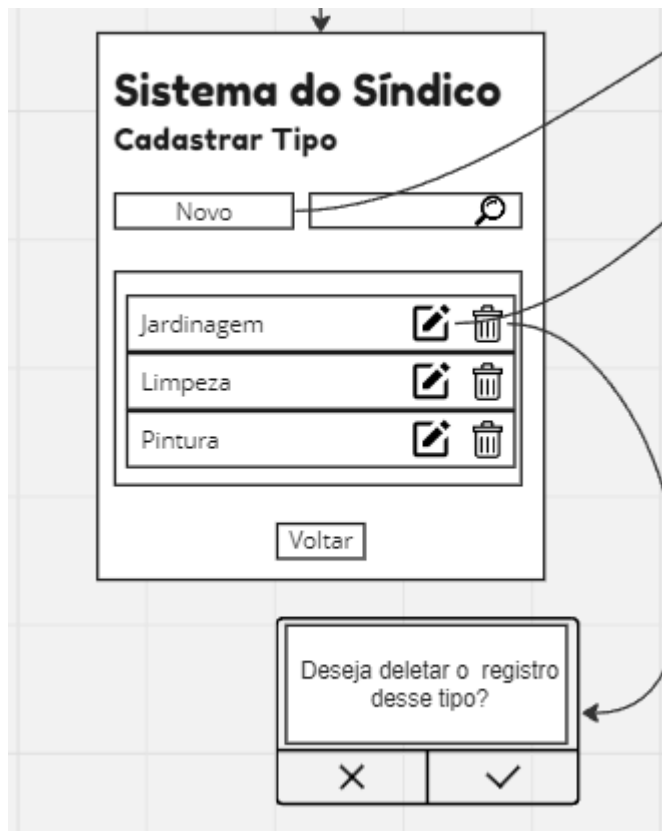 Sistema do Síndico
Cadastrar Tipo
Novo
Jardinagem
Limpeza
Pintura
Voltar
Deseja deletar o registro
desse tipo?